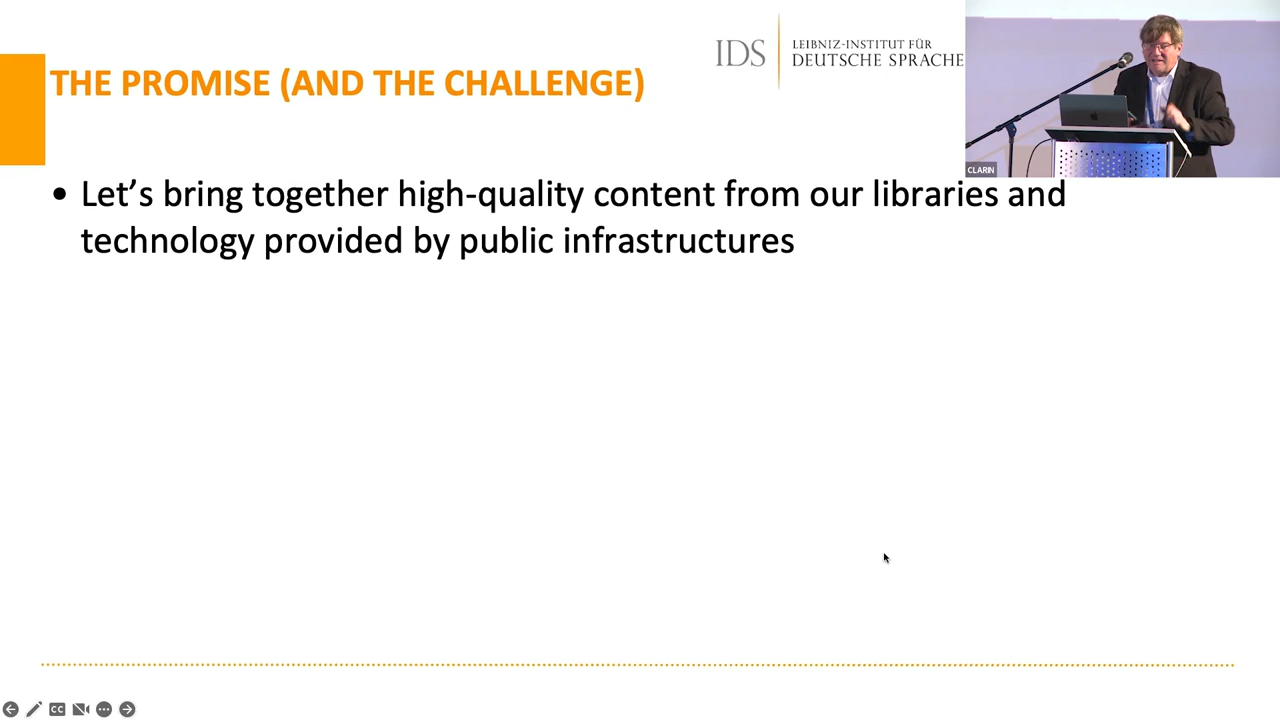 THE PROMISE (AND THE CHALLENGE)
IDS
LEIBNIZ-INSTITUT FÜR
DEUTSCHE SPRACHE
CLARIN
• Let’s bring together high-quality content from our libraries and
technology provided by public infrastructures
CC